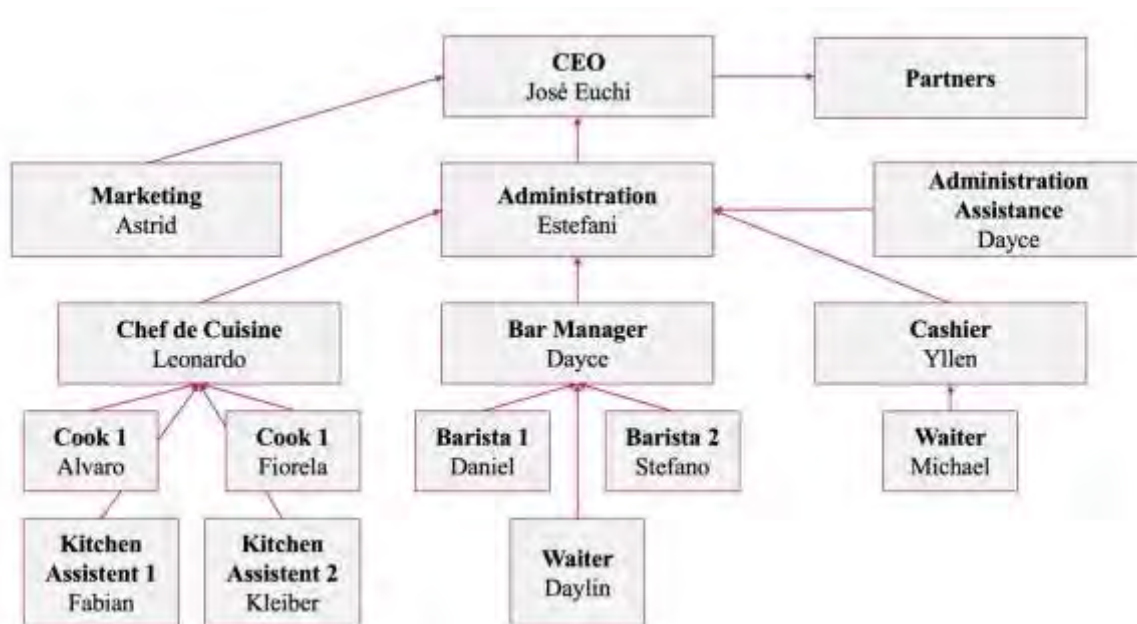 CEO
José Euchi
Partners
Marketing
Astrid
Administration
Estefani
Administration
Assistance
Dayce
Chef de Cuisine
Leonardo
Bar Manager
Dayce
Cashier
Yllen
Cook 1
Alvaro
Cook 1
Fiorela
Barista 1
Daniel
Barista 2
Stefano
Waiter
Michael
Kitchen
Assistent 1
Fabian
Kitchen
Assistent 2
Kleiber
Waiter
Daylin